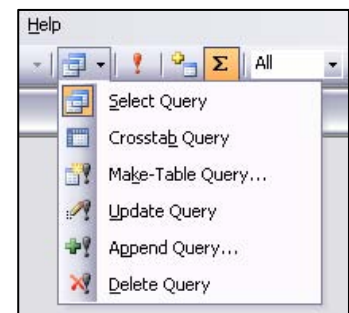 Help
Σ All
Select Query
Crosstab Query
Make-Table Query...
Update Query
Append Query...
Delete Query